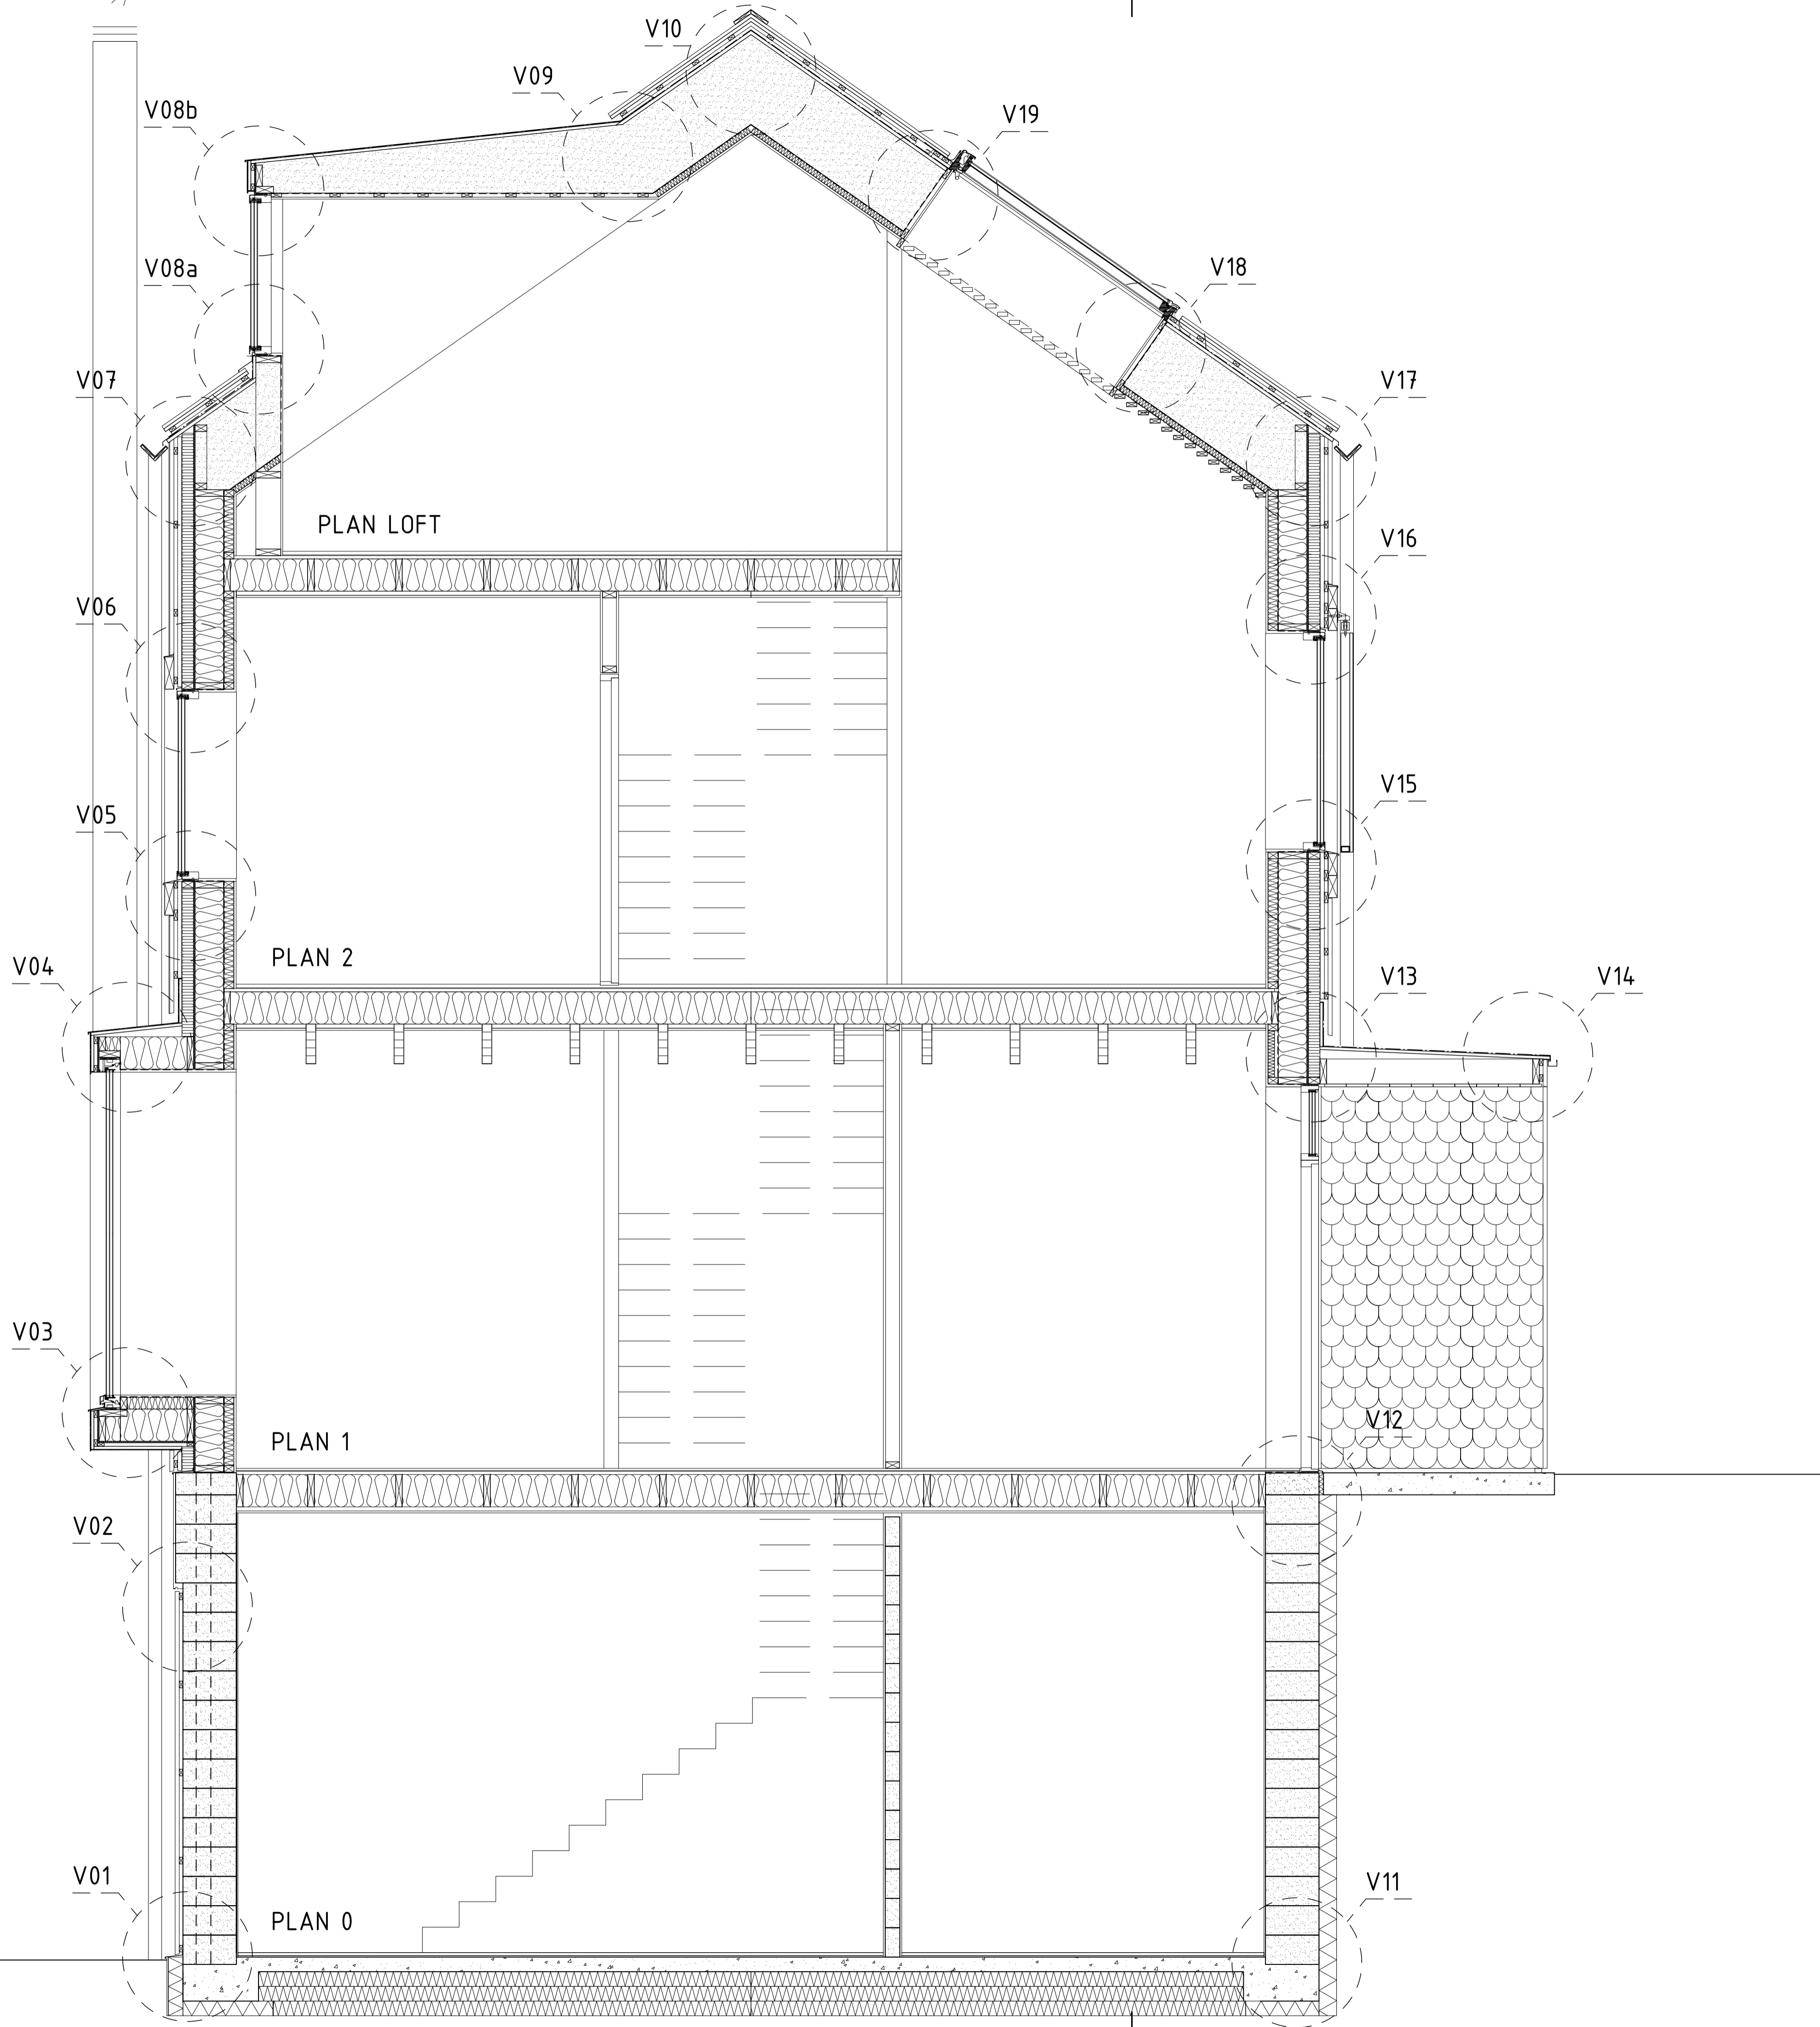 V10
V09
V08b
V19
V08a
V18
V07
V17
PLAN LOFT
V16
V06
V15
V05
PLAN 2
V04
V13
V14
V03
V12
PLAN 1
V02
V01
V11
PLAN 0